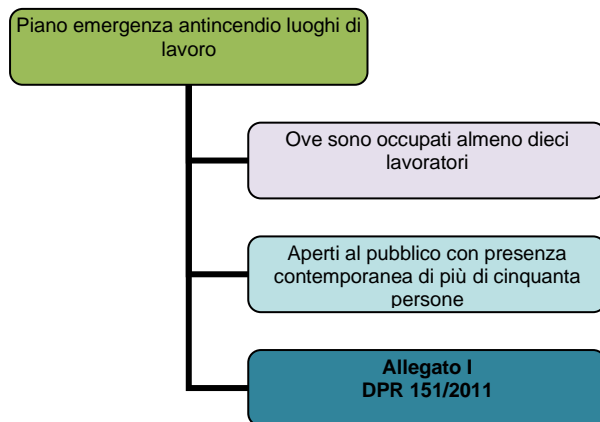 Piano emergenza antincendio luoghi di
lavoro
Ove sono occupati almeno dieci
lavoratori
Aperti al pubblico con presenza
contemporanea di più di cinquanta
persone
Allegato I
DPR 151/2011